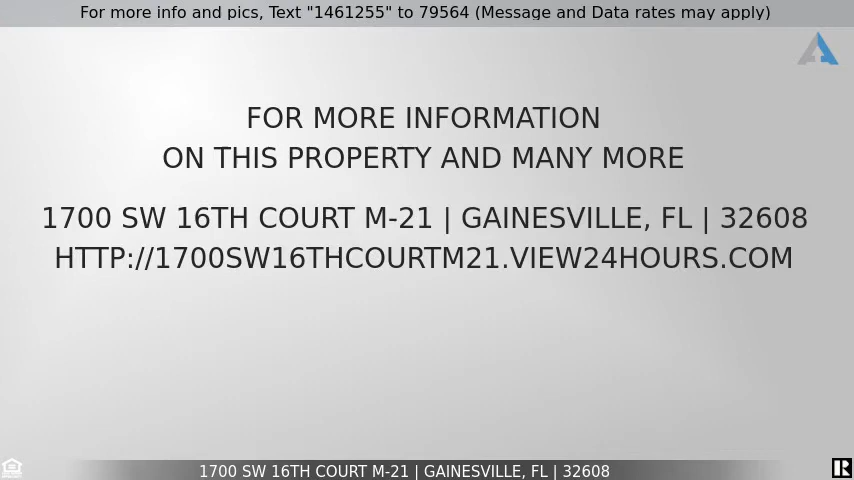 For more info and pics, Text "1461255" to 79564 (Message and Data rates may apply)
FOR MORE INFORMATION
ON THIS PROPERTY AND MANY MORE
1700 SW 16TH COURT M-21 | GAINESVILLE, FL | 32608
HTTP://1700SW16THCOURTM21.VIEW24HOURS.COM
1700 SW 16TH COURT M-21 | GAINESVILLE, FL | 32608